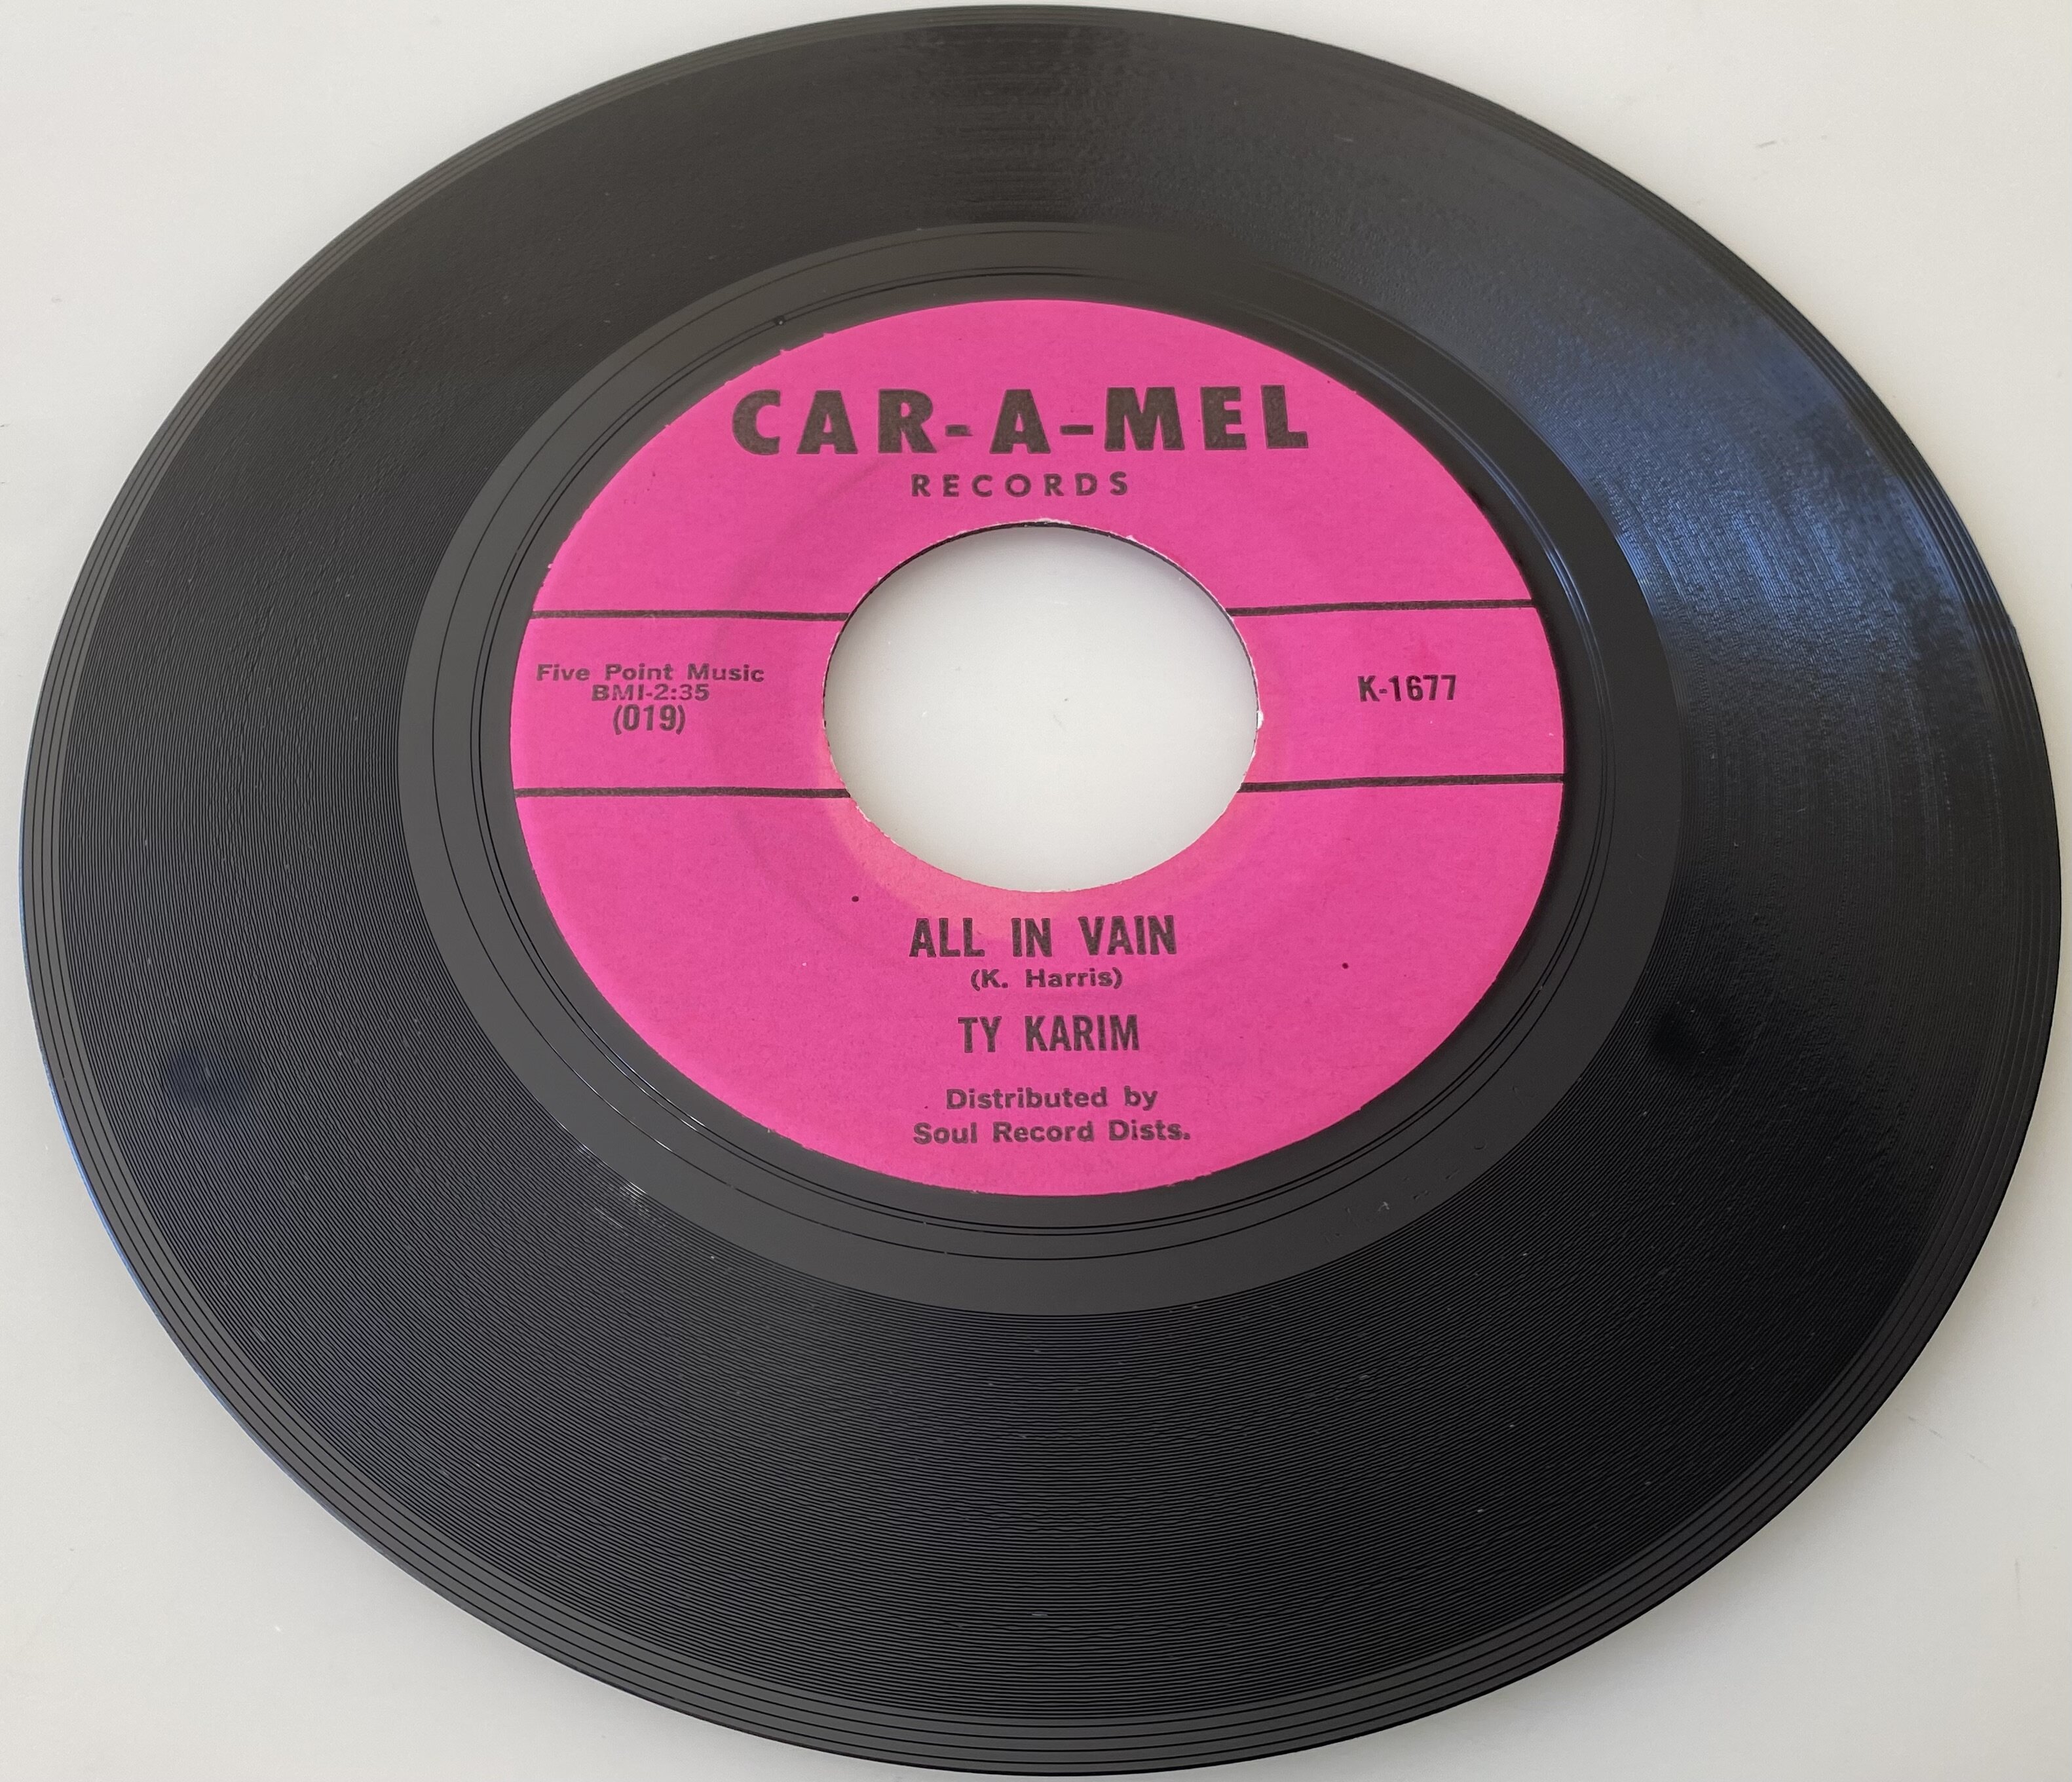 CAR-A-MEL
RECORDS
Five Point Music
BMI-2:35
(019)
K-1677
ALL IN VAIN
(K. Harris)
TY KARIM
Distributed by
Soul Record Dists.